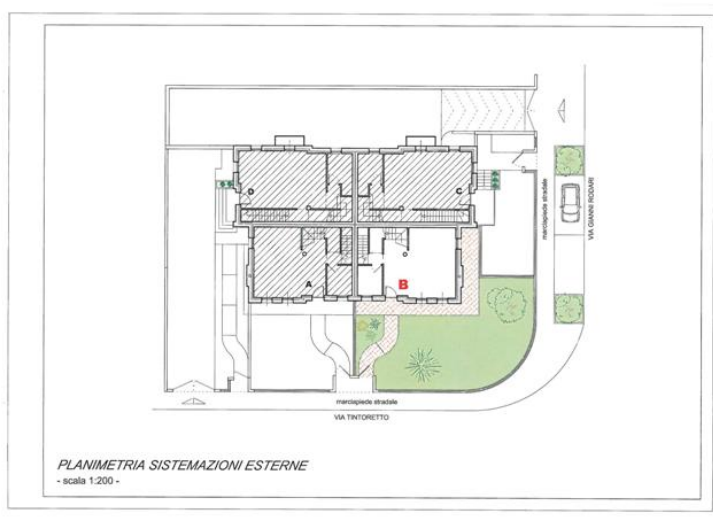 marciapiede stradale
VIA GIANNI RODARI
D
C
A
B
marciapiede stradale
VIA TINTORETTO
PLANIMETRIA SISTEMAZIONI ESTERNE
- scala 1:200 -